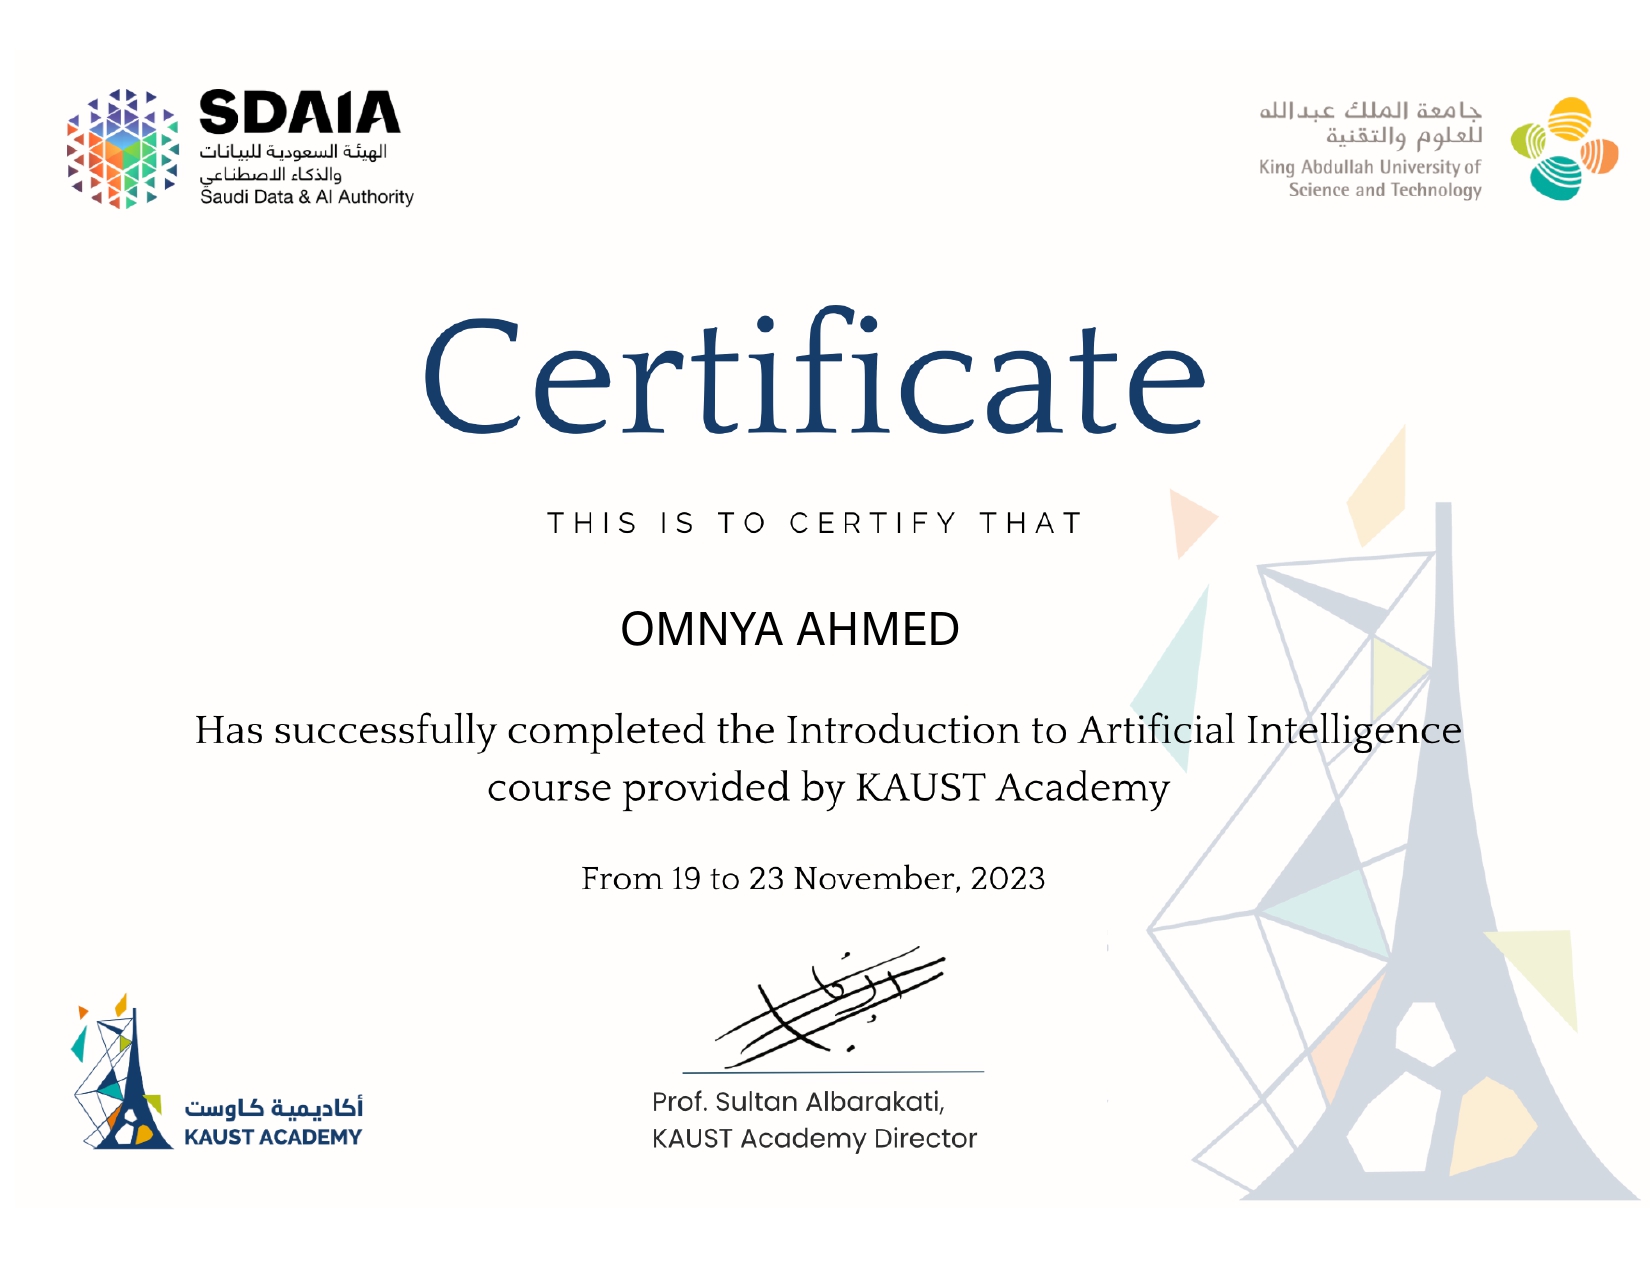 SDAIA
الهيئة السعودية للبيانات
والذكاء الاصطناعي
Saudi Data & AI Authority
جامعة الملك عبدالله
للعلوم والتقنية
King Abdullah University of
Science and Technology
Certificate
THIS IS TO CERTIFY THAT
OMNYA AHMED
Has successfully completed the Introduction to Artificial Intelligence
course provided by KAUST Academy
From 19 to 23 November, 2023
Prof. Sultan Albarakati,
KAUST Academy Director
أكاديمية كاوست
KAUST ACADEMY